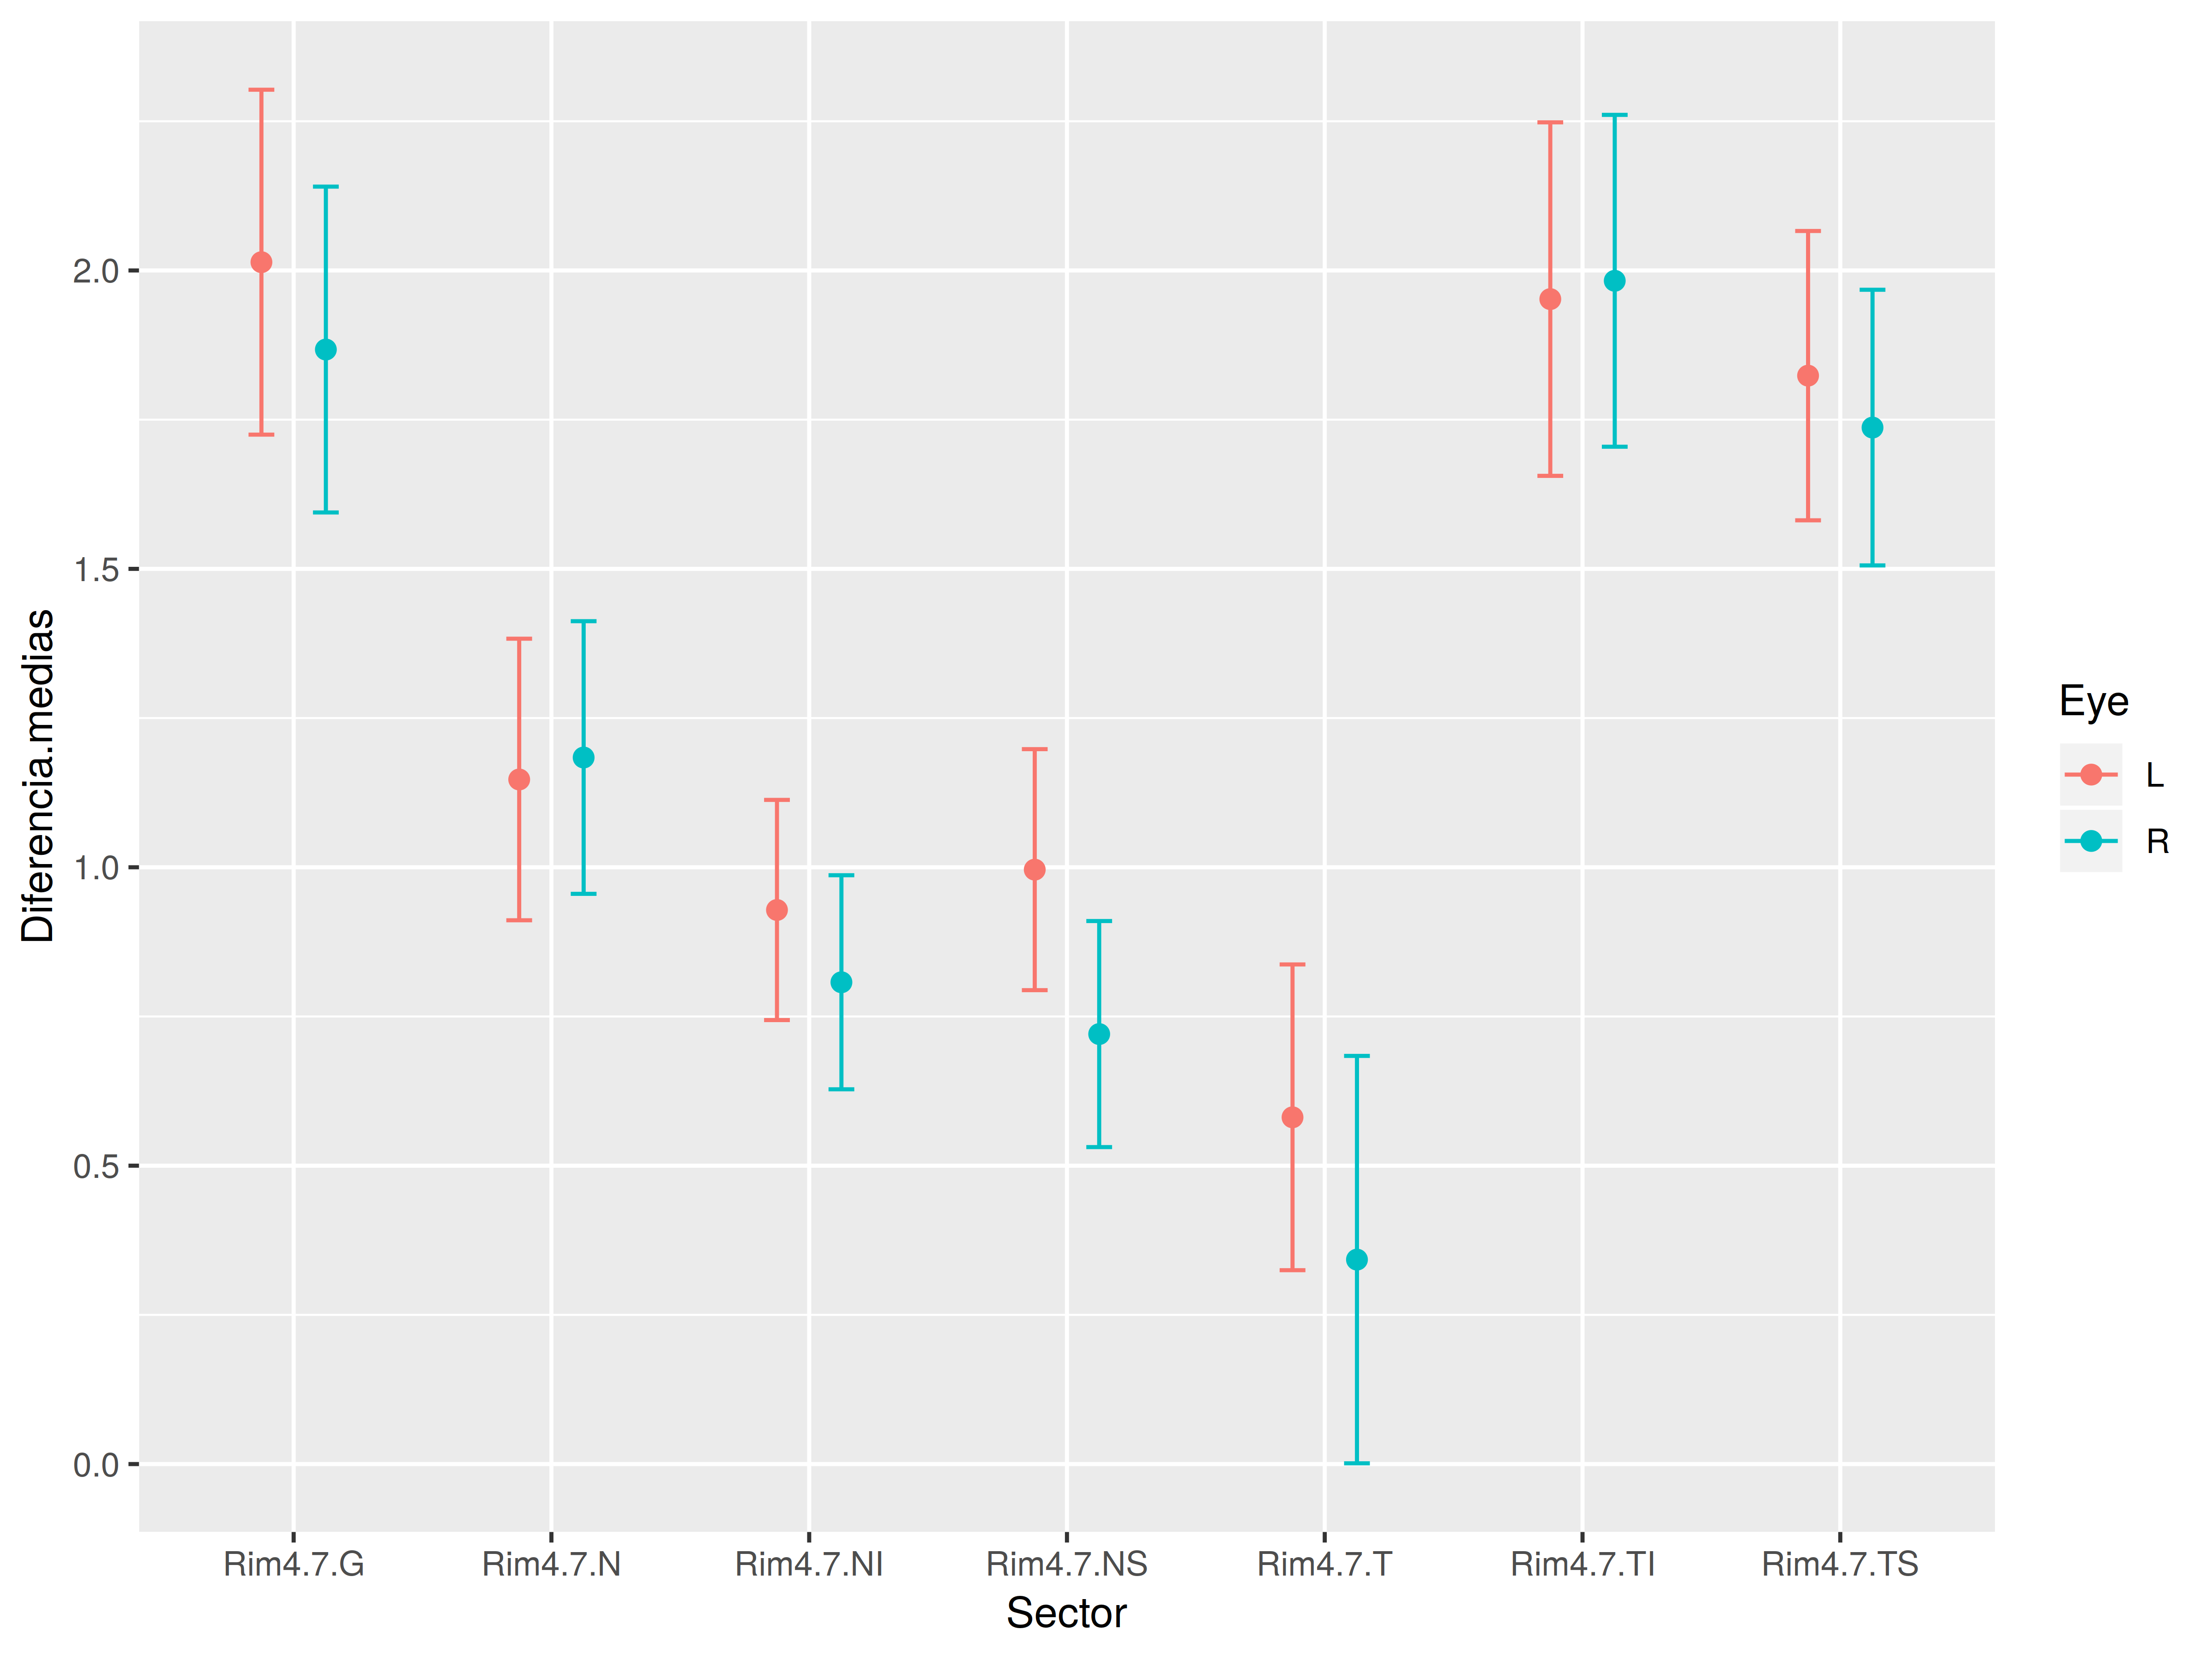 Diferencia.medias
2.0
1.5
1.0
0.5
0.0
Rim4.7.G Rim4.7.N Rim4.7.NI Rim4.7.NS Rim4.7.T Rim4.7.TI Rim4.7.TS
Sector
Eye
L
R